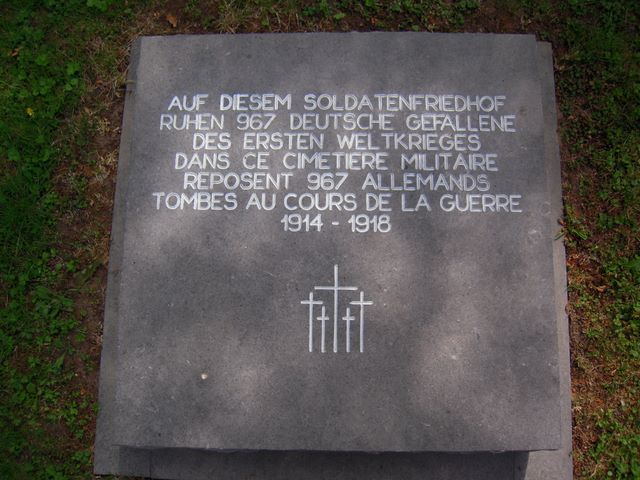 AUF DIESEM SOLDATENFRIEDHOF
RUHEN 967 DEUTSCHE GEFALLENE
DES ERSTEN WELTKRIEGES
DANS CE CIMETIERE MILITAIRE
REPOSENT 967 ALLEMANDS
TOMBES AU COURS DE LA GUERRE
1914 - 1918